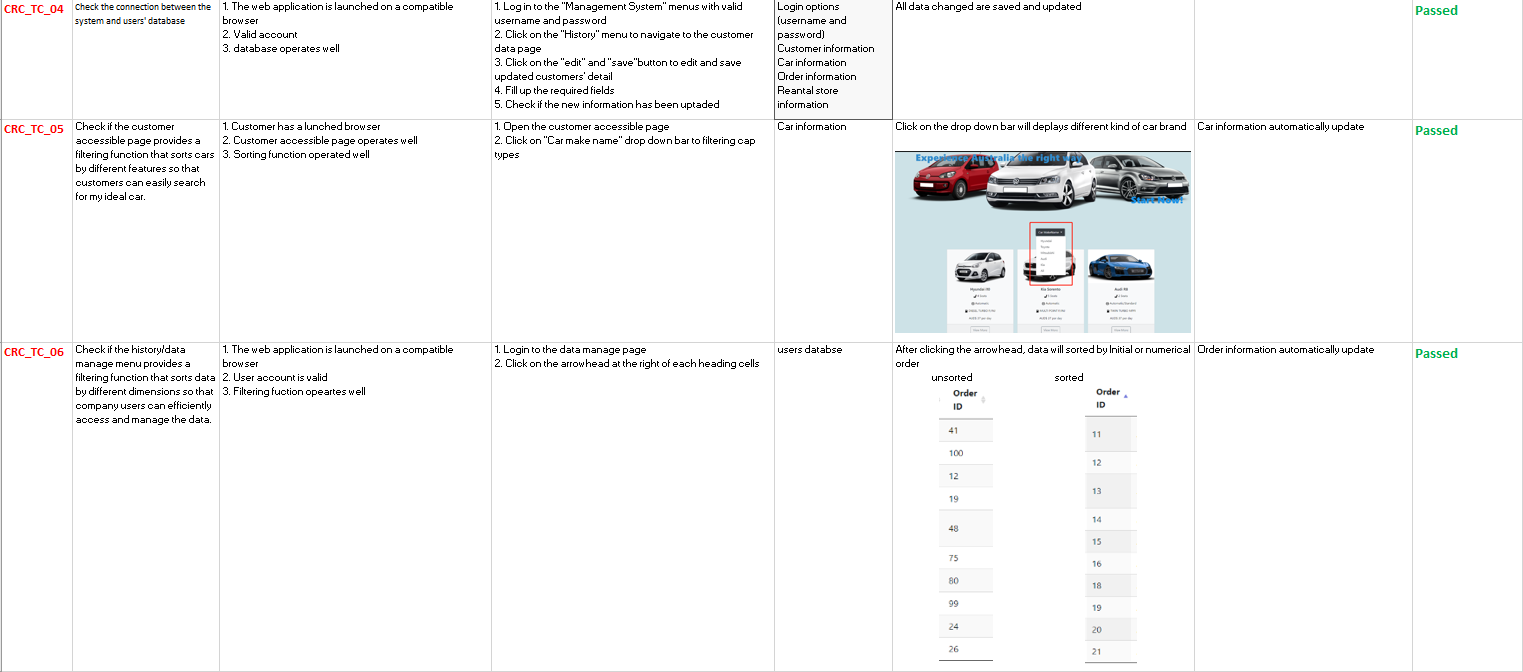 CRC_TC_04
Check the connection between the
system and users' database
1. The web application is launched on a compatible
browser
2. Valid account
3. database operates well
1. Log in to the "Management System" menus with valid
username and password
2. Click on the "History" menu to navigate to the customer
data page
3. Click on the "edit" and "save"button to edit and save
updated customers' detail
4. Fill up the required fields
5. Check if the new information has been uptaded
Login options
(username and
password)
Customer information
Car information
Order information
Reantal store
information
All data changed are saved and updated
Passed
CRC_TC_05
Check if the customer
accessible page provides a
filtering function that sorts cars
by different features so that
customers can easily search
for my ideal car.
1. Customer has a lunched browser
2. Customer accessible page operates well
3. Sorting function operated well
1. Open the customer accessible page
2. Click on "Car make name" drop down bar to filtering cap
types
Car information
Click on the drop down bar will deplays different kind of car brand
Experience Australia the right way
Start Now!
Hyundai i10
Kia Sorento
Audi R8
Car information automatically update
Passed
CRC_TC_06
Check if the history/data
manage menu provides a
filtering function that sorts data
by different dimensions so that
company users can efficiently
access and manage the data.
1. The web application is launched on a compatible
browser
2. User account is valid
3. Filtering fuction opeartes well
1. Login to the data manage page
2. Click on the arrowhead at the right of each heading cells
users databse
After clicking the arrowhead, data will sorted by Initial or numerical
order
unsorted
Order
ID
41
100
12
19
48
75
80
99
24
26
sorted
Order
ID
11
12
13
14
15
16
18
19
20
21
Order information automatically update
Passed